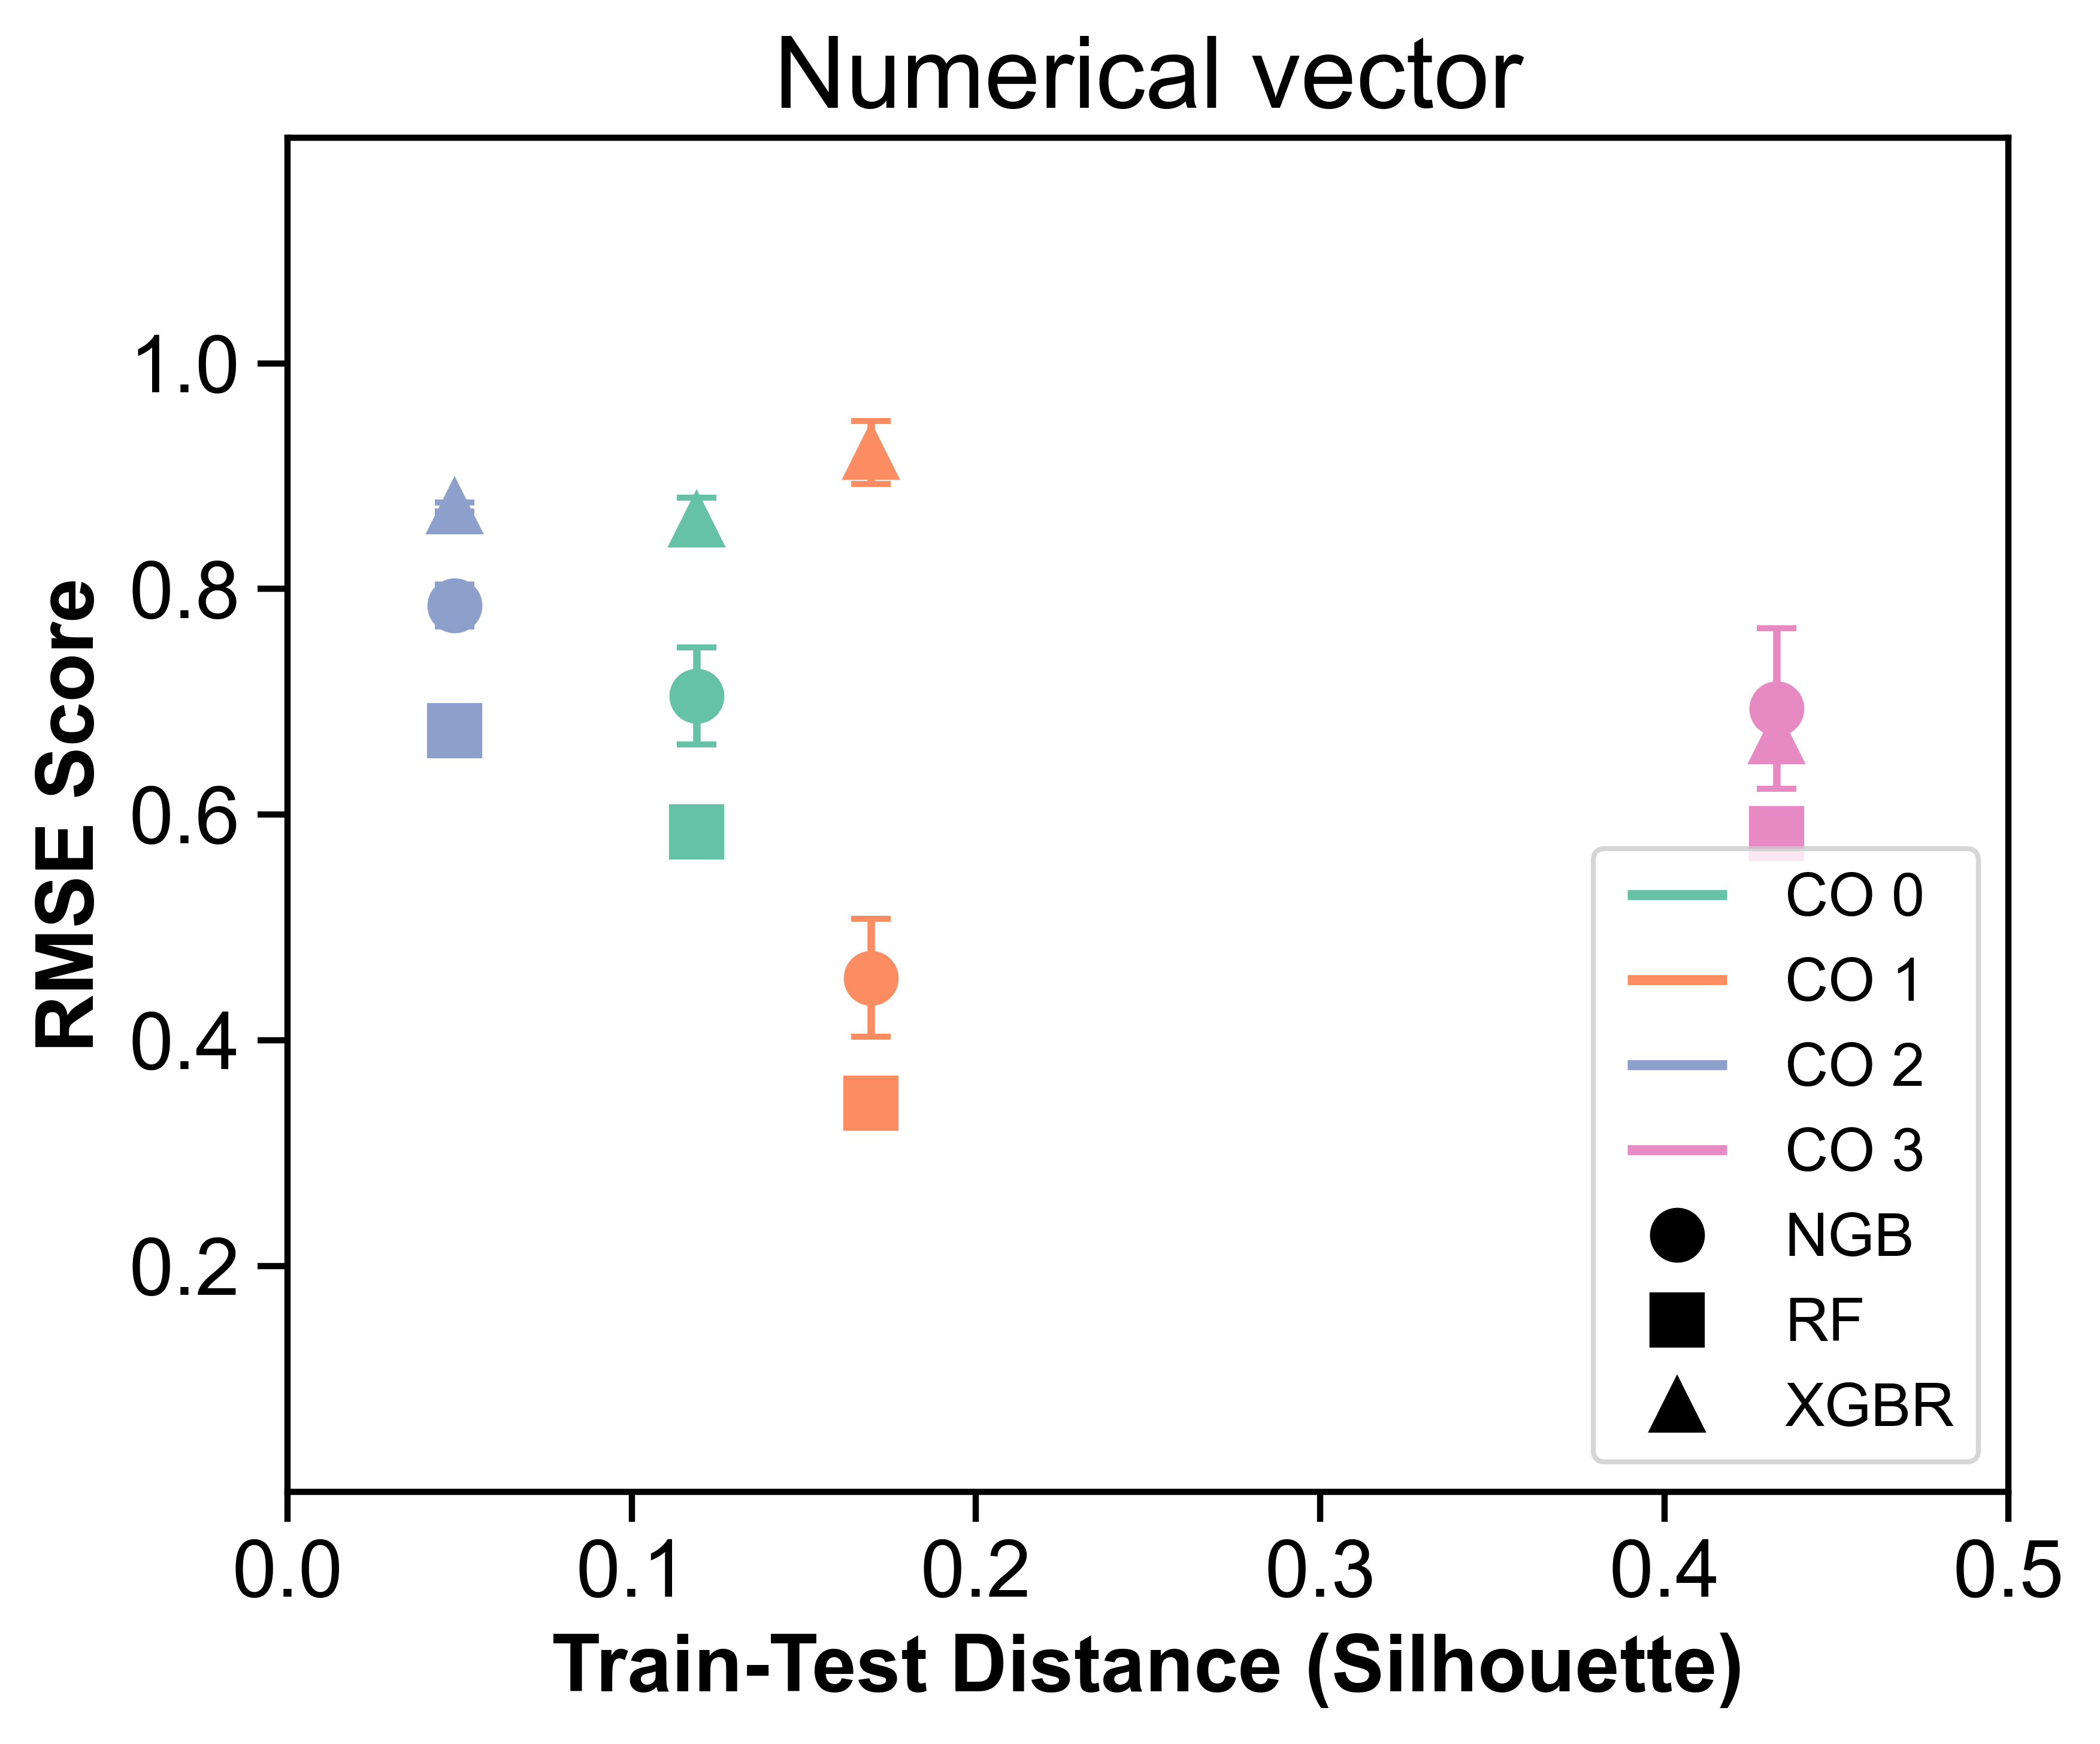 Numerical vector
RMSE Score
1.0
0.8
0.6
0.4
0.2
CO 0
CO 1
CO 2
CO 3
NGB
RF
XGBR
0.0 0.1 0.2 0.3 0.4 0.5
Train-Test Distance (Silhouette)